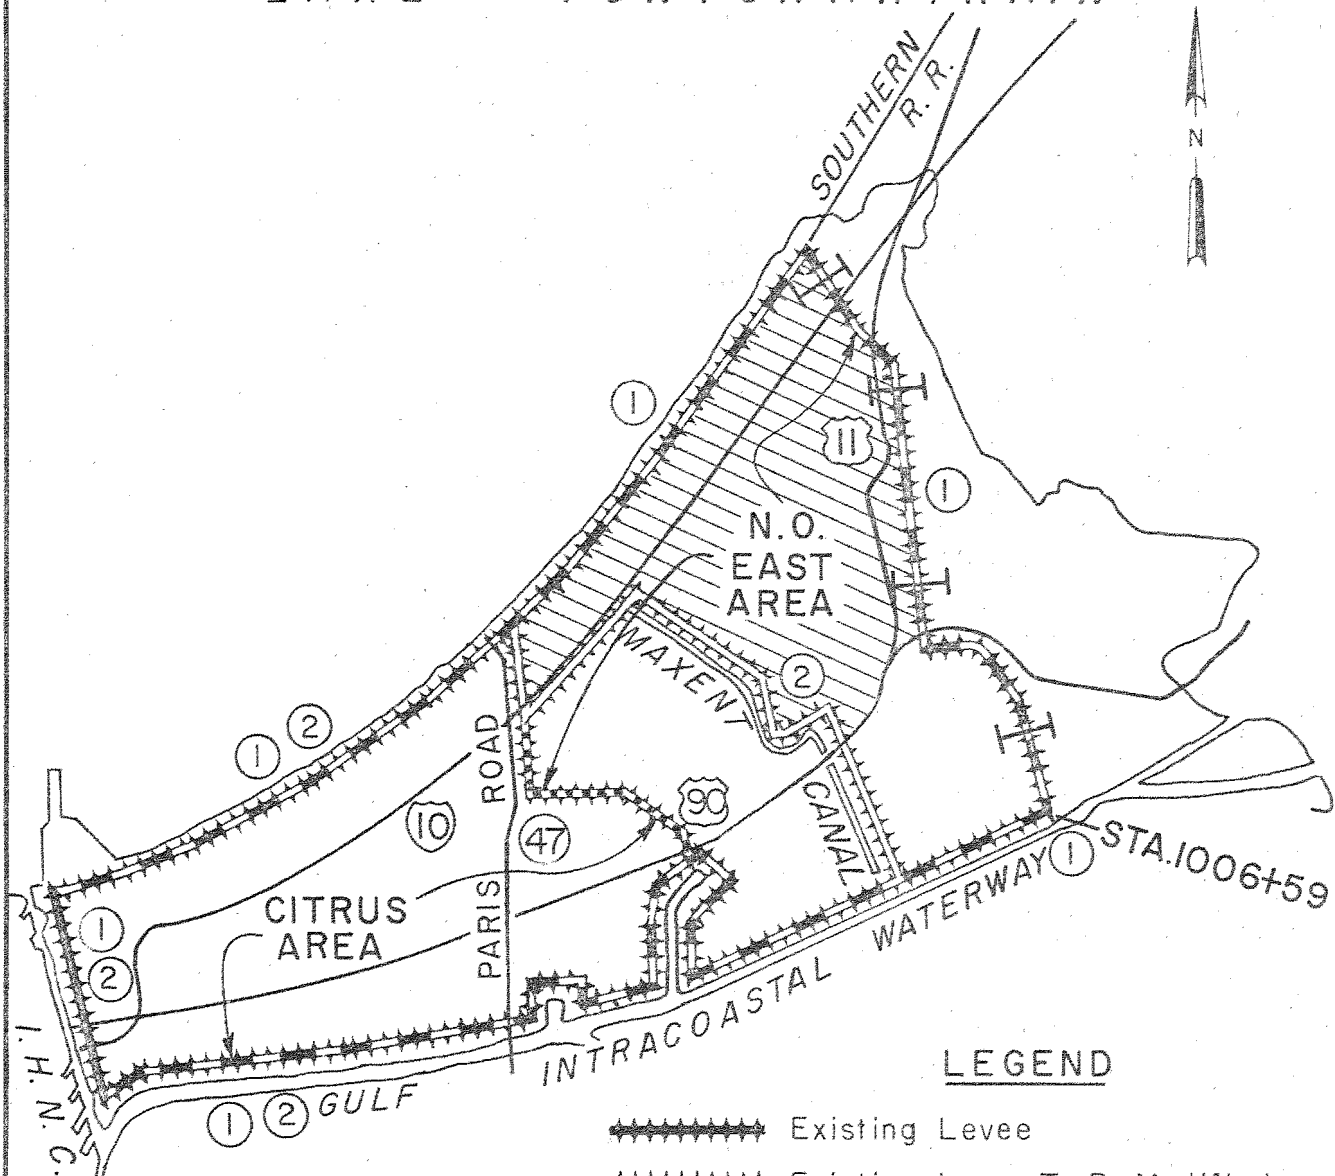 SOUTHERN
R. R.
N
1
11
1
N.O.
EAST
AREA
MAXENT
2
1
2
PARIS ROAD
10
47
90
CANAL
CITRUS
AREA
1
2
STA.1006+59
1
GULF INTRACOASTAL WATERWAY
I. H. N. C.
1
2
LEGEND
Existing Levee